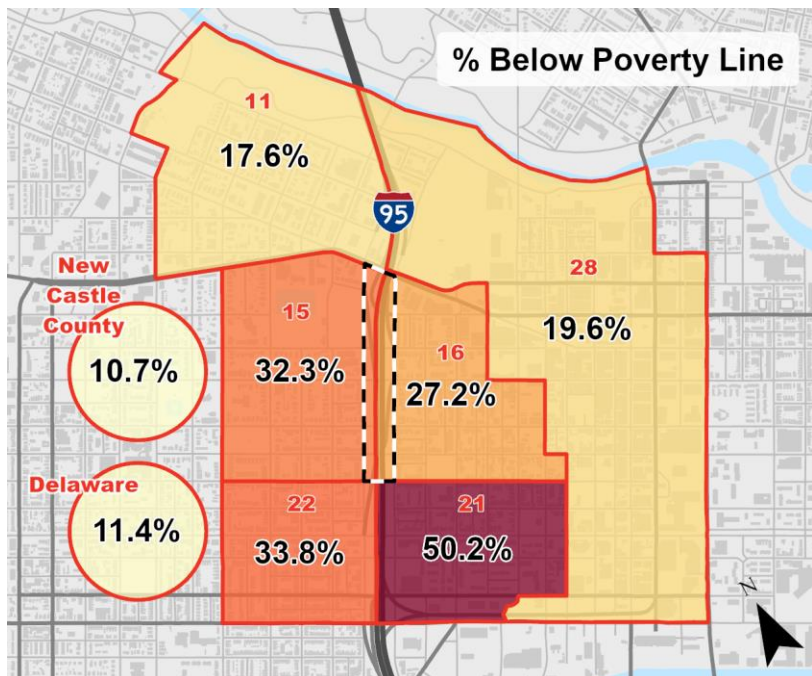 % Below Poverty Line
11
17.6%
95
New
Castle
County
10.7%
28
19.6%
15
32.3%
16
27.2%
Delaware
11.4%
22
33.8%
21
50.2%
N